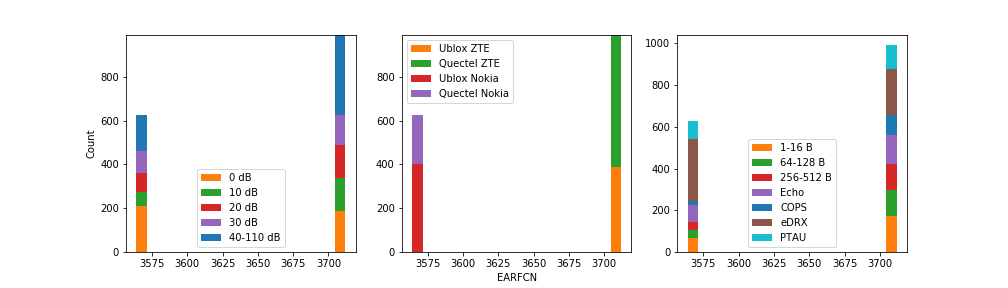 Count
800
600
400
200
0
0 dB
10 dB
20 dB
30 dB
40-110 dB
3575 3600 3625 3650 3675 3700
800
600
400
200
0
Ublox ZTE
Quectel ZTE
Ublox Nokia
Quectel Nokia
3575 3600 3625 3650 3675 3700
EARFCN
1000
800
600
400
200
0
1-16 B
64-128 B
256-512 B
Echo
COPS
eDRX
PTAU
3575 3600 3625 3650 3675 3700